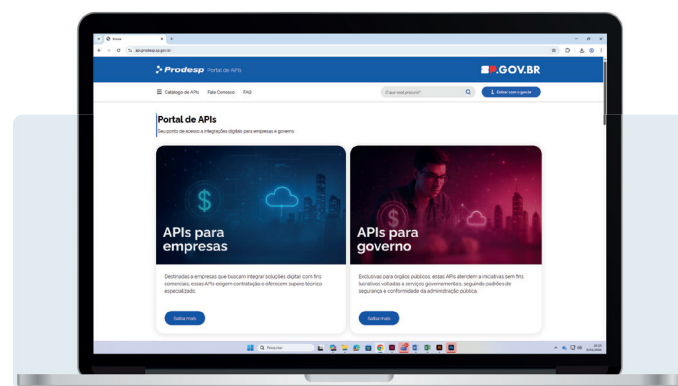 Prodesp Portal de APIs
SP.GOV.BR
Catálogo de APIs Fale Conosco FAQ
O que você procura?
Entrar com o gov.br
Portal de APIs
Seu ponto de acesso a integrações digitais para empresas e governo.
APIs para
empresas
Destinadas a empresas que buscam integrar soluções digitais com fins
comerciais, essas APIs exigem contratação e oferecem suporte técnico
especializado.
Saiba mais
APIs para
governo
Exclusivas para órgãos públicos, essas APIs atendem a iniciativas sem fins
lucrativos voltadas a serviços governamentais, seguindo padrões de
segurança e conformidade da administração pública.
Saiba mais
Pesquisar